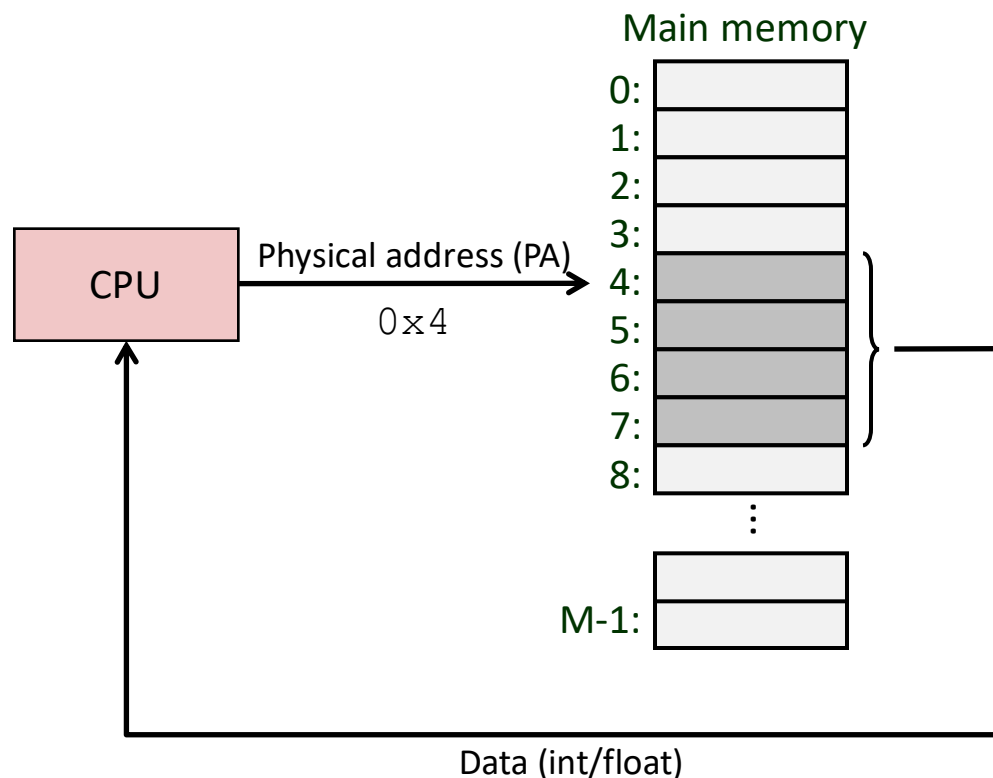 Main memory
0:
1:
2:
3:
CPU
Physical address (PA)
0x4
4:
5:
6:
7:
8:
...
M-1:
Data (int/float)